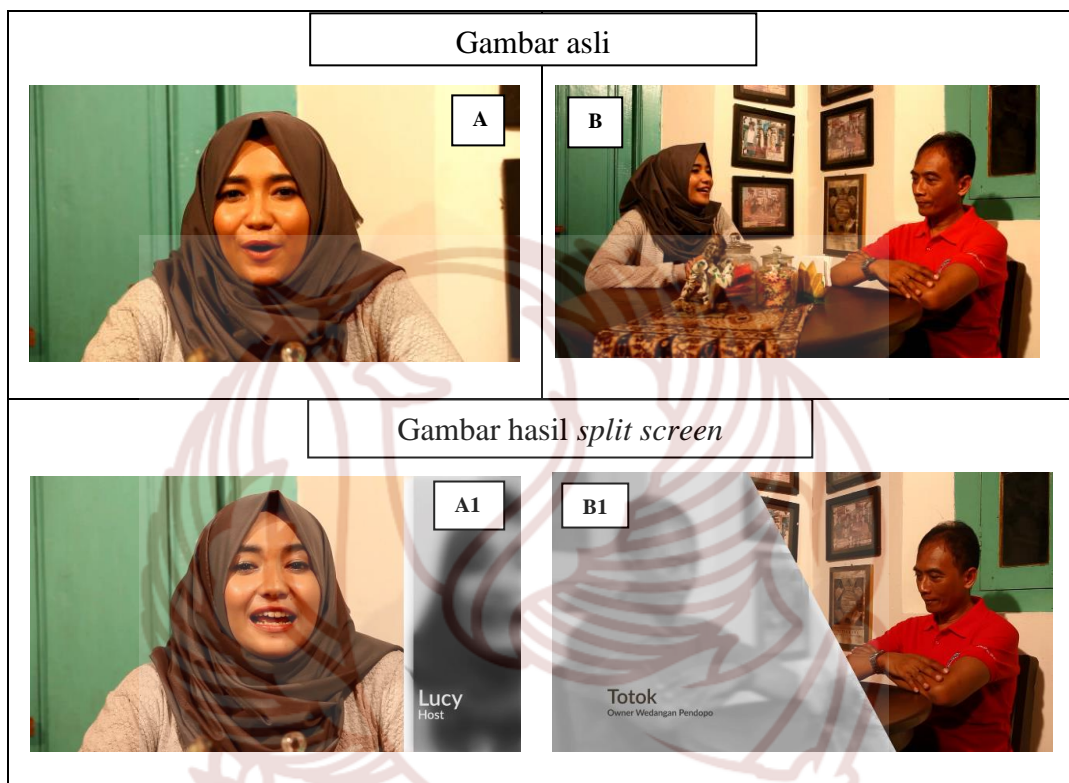 Gambar asli
A
B
Gambar hasil split screen
A1
B1
Lucy
Host
Totok
Owner Wedangan Pendopo